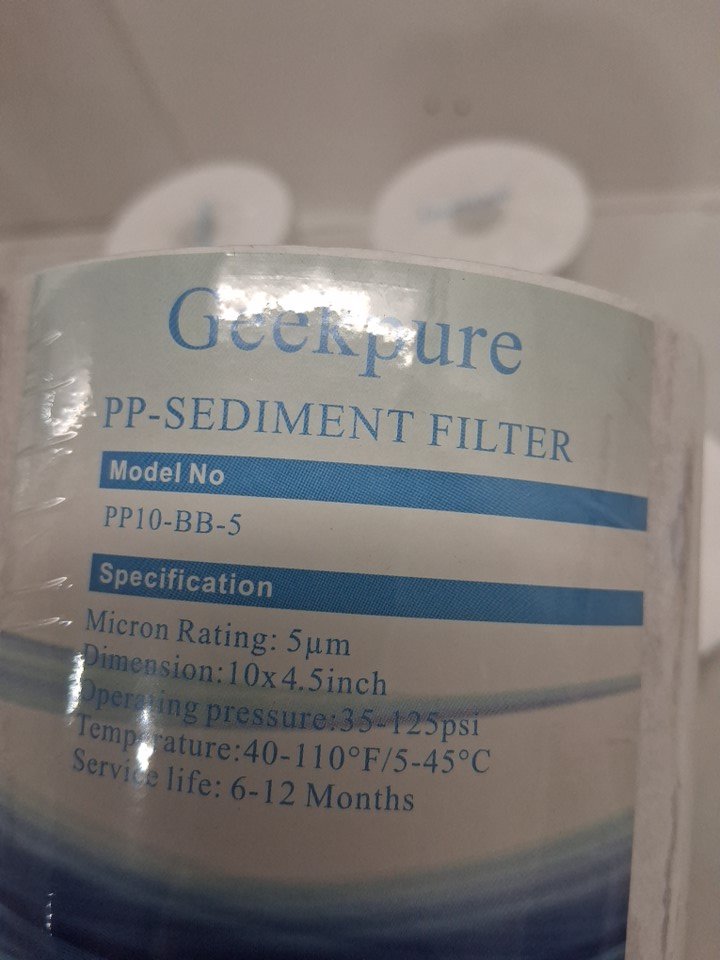 Geekpure
PP-SEDIMENT FILTER
Model No
PP10-BB-5
Specification
Micron Rating: 5μm
Dimension:10x4.5inch
Operating pressure:35-125psi
Temperature:40-110°F/5-45°C
Service life: 6-12 Months